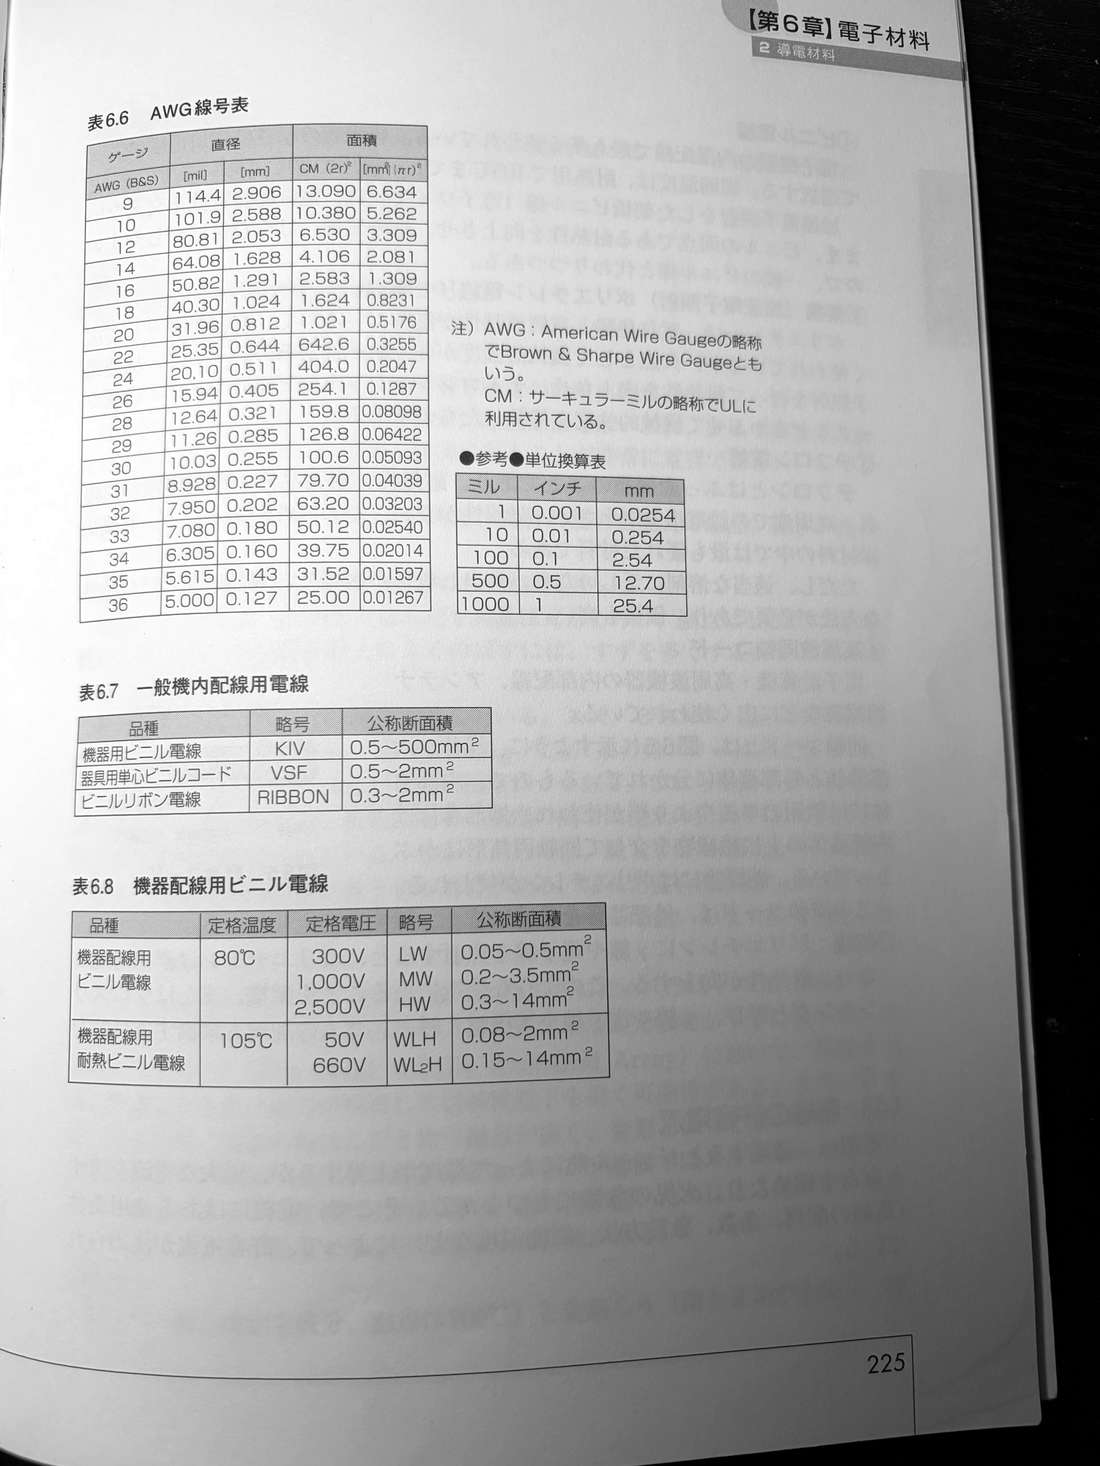 【第6章】電子材料
2 導電材料
表6.6 AWG線号表
ゲージ 直径 面積
AWG (B&S) [mil] [mm] CM (2r)² [mm²](πr)²
9 114.4 2.906 13.090 6.634
10 101.9 2.588 10.380 5.262
12 80.81 2.053 6.530 3.309
14 64.08 1.628 4.106 2.081
16 50.82 1.291 2.583 1.309
18 40.30 1.024 1.624 0.8231
20 31.96 0.812 1.021 0.5176
22 25.35 0.644 642.6 0.3255
24 20.10 0.511 404.0 0.2047
26 15.94 0.405 254.1 0.1287
28 12.64 0.321 159.8 0.08098
29 11.26 0.285 126.8 0.06422
30 10.03 0.255 100.6 0.05093
31 8.928 0.227 79.70 0.04039
32 7.950 0.202 63.20 0.03203
33 7.080 0.180 50.12 0.02540
34 6.305 0.160 39.75 0.02014
35 5.615 0.143 31.52 0.01597
36 5.000 0.127 25.00 0.01267
注）AWG：American Wire Gaugeの略称
でBrown & Sharpe Wire Gaugeとも
いう。
CM：サーキュラーミルの略称でULに
利用されている。
●参考●単位換算表
ミル インチ mm
1 0.001 0.0254
10 0.01 0.254
100 0.1 2.54
500 0.5 12.70
1000 1 25.4
表6.7 一般機内配線用電線
品種 略号 公称断面積
機器用ビニル電線 KIV 0.5〜500mm²
器具用単心ビニルコード VSF 0.5〜2mm²
ビニルリボン電線 RIBBON 0.3〜2mm²
表6.8 機器配線用ビニル電線
品種 定格温度 定格電圧 略号 公称断面積
機器配線用 80℃ 300V LW 0.05〜0.5mm²
ビニル電線 1,000V MW 0.2〜3.5mm²
2,500V HW 0.3〜14mm²
機器配線用 105℃ 50V WLH 0.08〜2mm²
耐熱ビニル電線 660V WL₂H 0.15〜14mm²
225